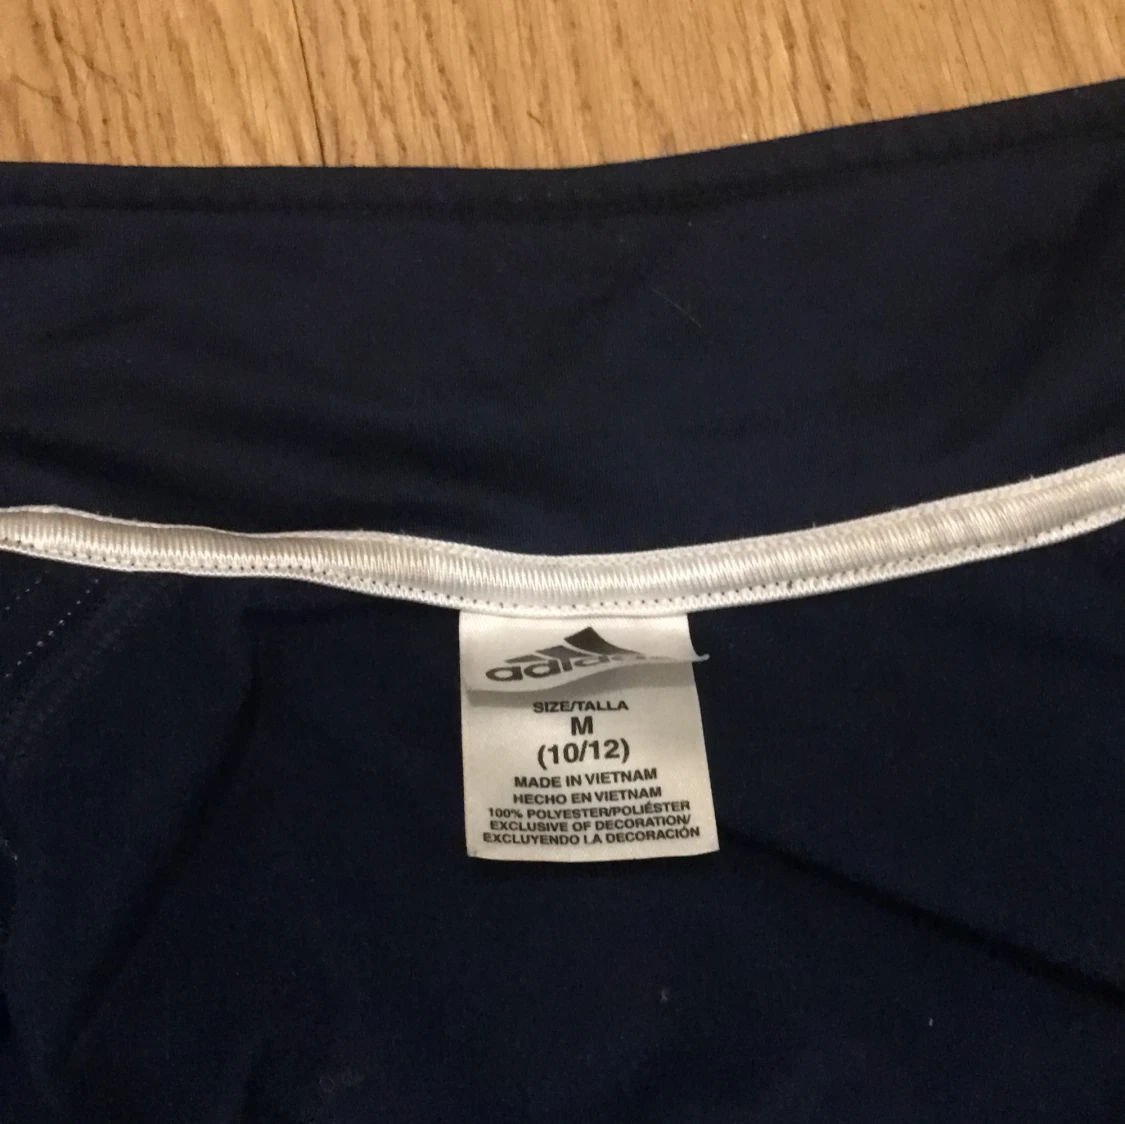 adidas
SIZE/TALLA
M
(10/12)
MADE IN VIETNAM
HECHO EN VIETNAM
100% POLYESTER/POLIÉSTER
EXCLUSIVE OF DECORATION/
EXCLUYENDO LA DECORACIÓN